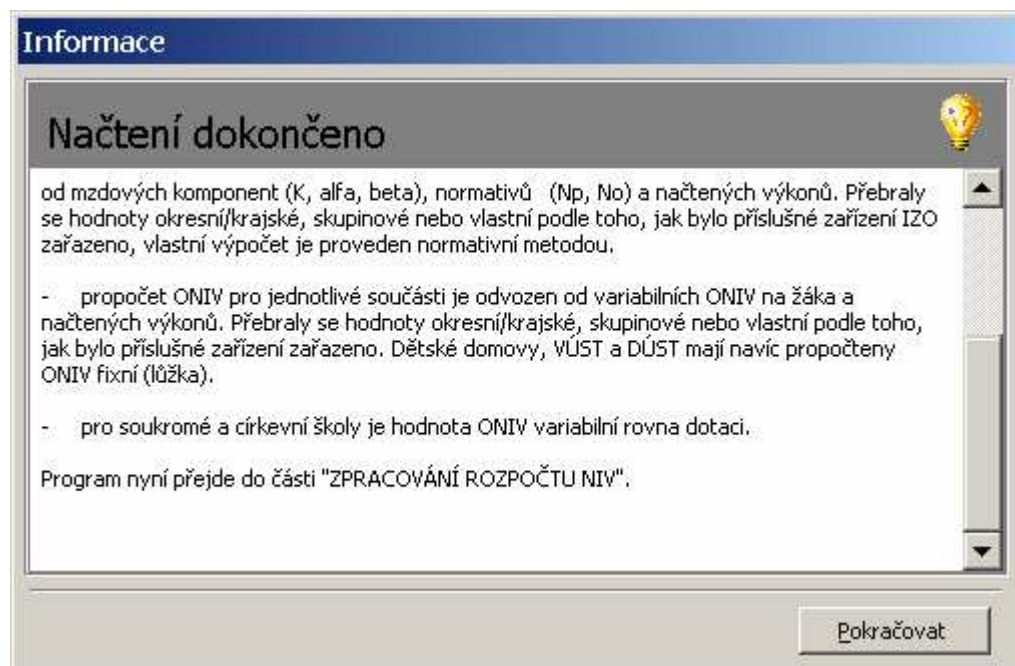 Informace
Načtení dokončeno
od mzdových komponent (K, alfa, beta), normativů (Np, No) a načtených výkonů. Přebraly
se hodnoty okresní/krajské, skupinové nebo vlastní podle toho, jak bylo příslušné zařízení IZO
zařazeno, vlastní výpočet je proveden normativní metodou.
- propočet ONIV pro jednotlivé součásti je odvozen od variabilních ONIV na žáka a
načtených výkonů. Přebraly se hodnoty okresní/krajské, skupinové nebo vlastní podle toho,
jak bylo příslušné zařízení zařazeno. Dětské domovy, VÚST a DÚST mají navíc propočteny
ONIV fixní (lůžka).
- pro soukromé a církevní školy je hodnota ONIV variabilní rovna dotaci.
Program nyní přejde do části "ZPRACOVÁNÍ ROZPOČTU NIV".
Pokračovat